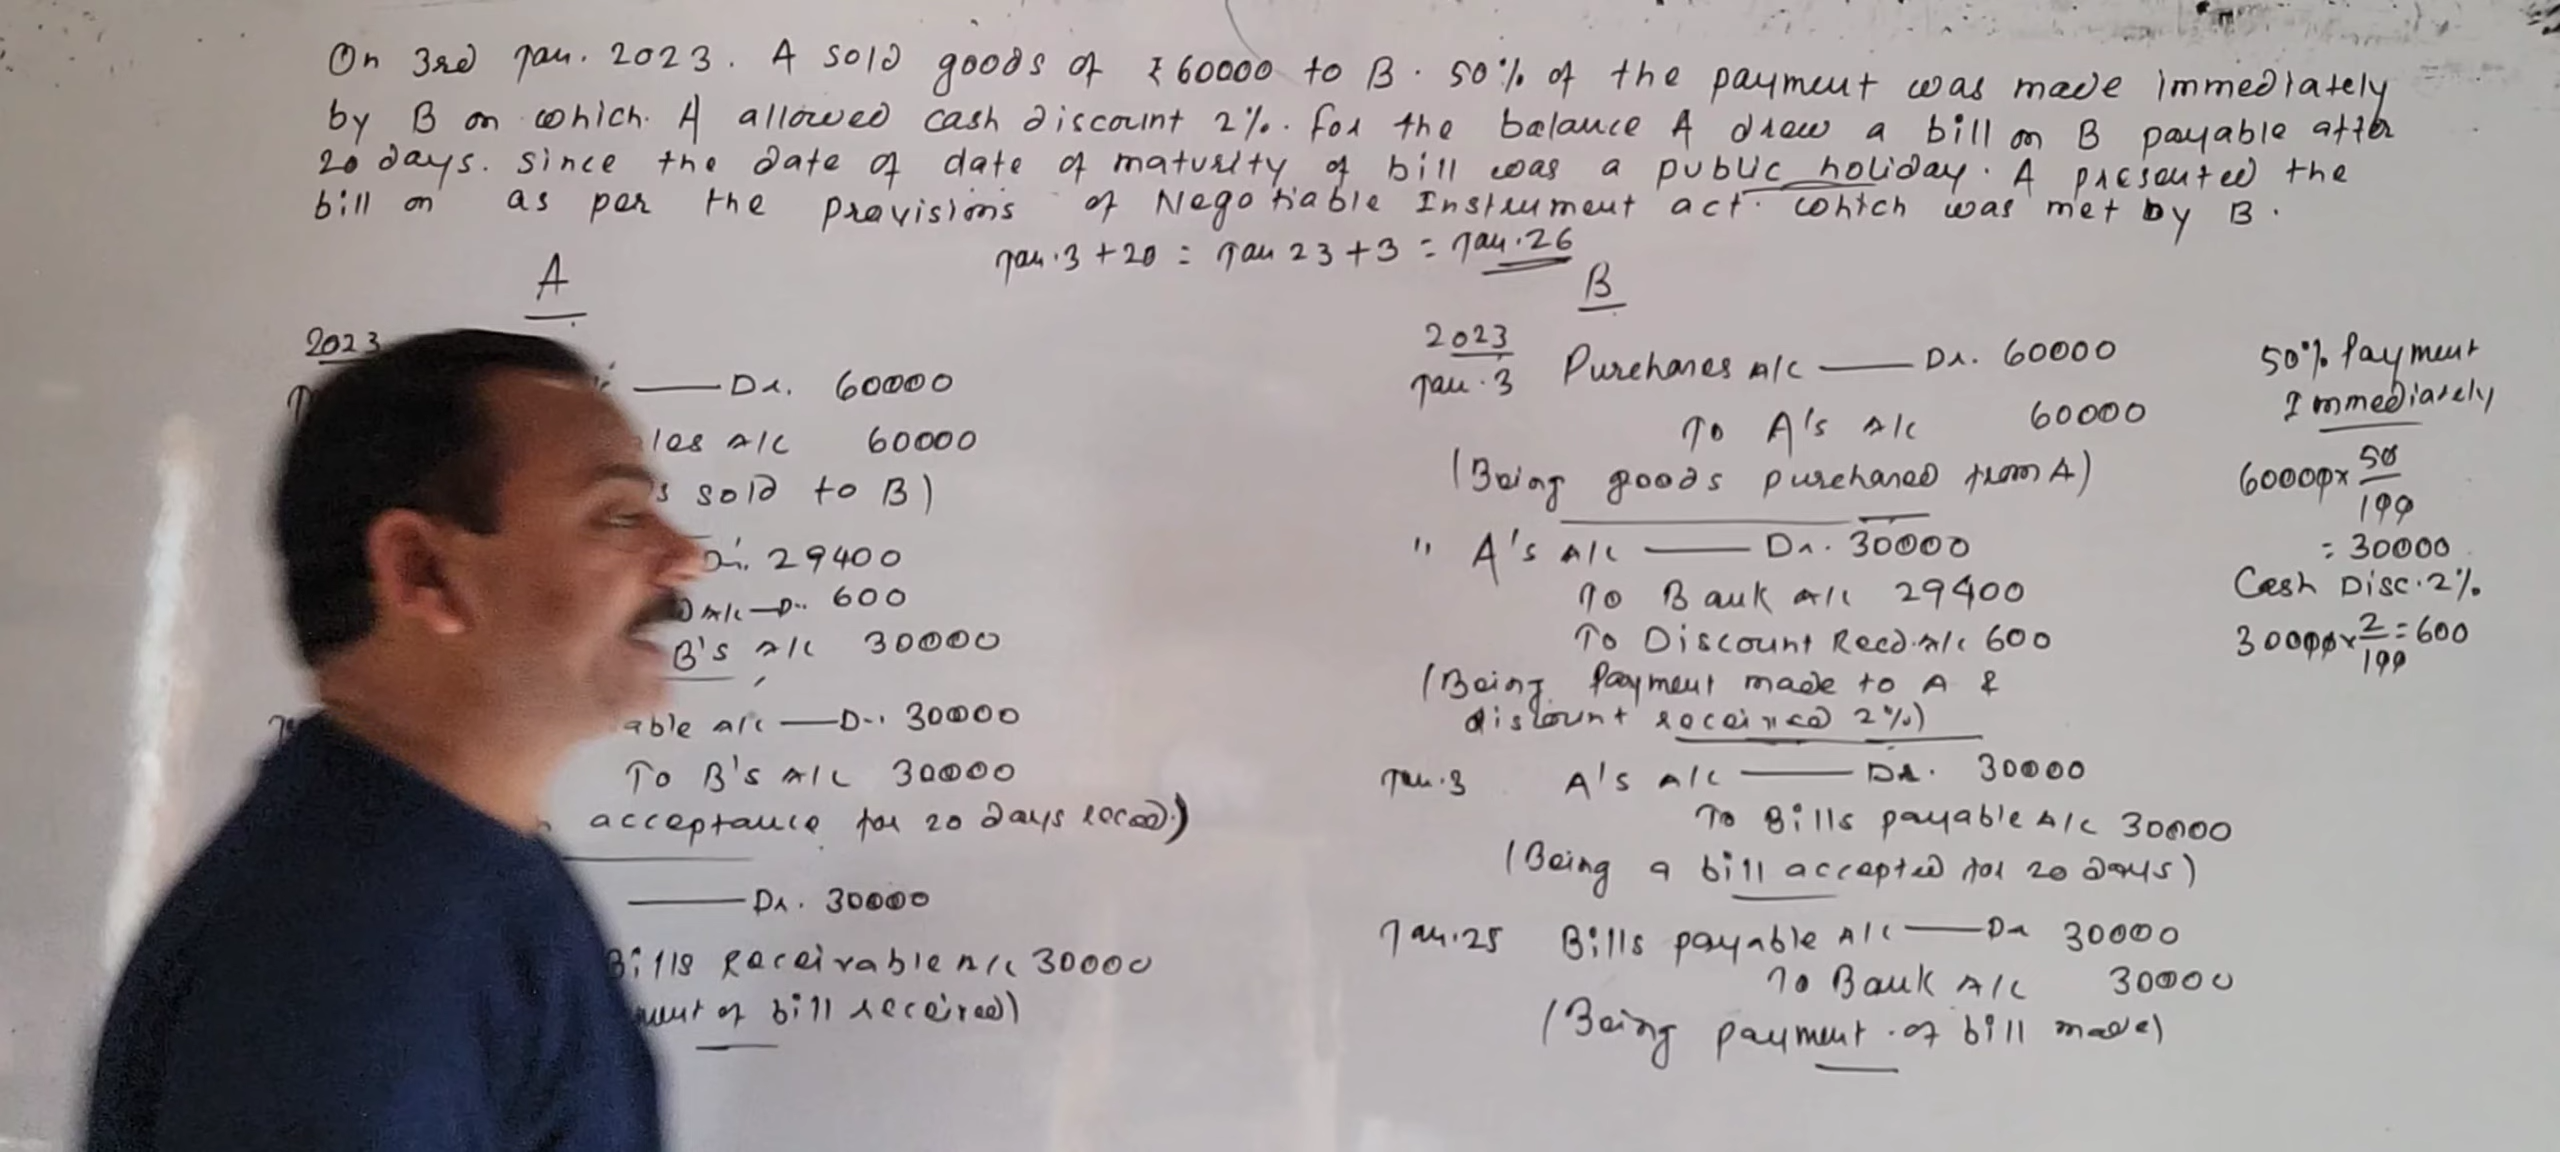 On 3rd Jan. 2023. A sold goods of ₹60000 to B. 50% of the payment was made immediately
by B on which A allowed cash discount 2%. for the balance A drew a bill on B payable after
20 days. since the date of date of maturity of bill was a public holiday. A presented the
bill on as per the provisions of Negotiable Instrument act. which was met by B.
Jan.3 + 20 = Jan 23 + 3 = Jan.26
A
2023
Dr. 60000
les A/c 60000
s sold to B)
Dr. 29400
A/c Dr. 600
B's A/c 30000
able A/c Dr. 30000
To B's A/c 30000
acceptance for 20 days recd.)
Dr. 30000
Bills Receivable A/c 30000
ment of bill received)
B
2023
Jan.3 Purchases A/c Dr. 60000
To A's A/c 60000
(Being goods purchased from A)
" A's A/c Dr. 30000
To Bank A/c 29400
To Discount Recd. A/c 600
(Being Payment made to A &
discount received 2%)
Jan.3 A's A/c Dr. 30000
To Bills payable A/c 30000
(Being a bill accepted for 20 days)
Jan.25 Bills payable A/c Dr 30000
To Bank A/c 30000
(Being payment of bill made)
50% Payment
Immediately
60000 x 50/100
= 30000
Cash Disc. 2%
30000 x 2/100 = 600